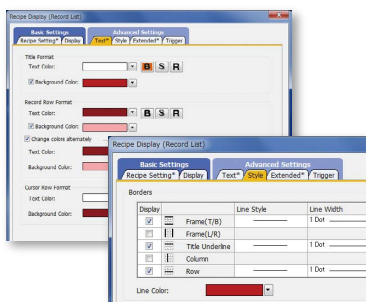 Recipe Display (Record List)
Basic Settings Advanced Settings
Recipe Setting* Display Text* Style Extended* Trigger
Title Format
Text Color: B S R
Background Color:
Record Row Format
Text Color: B S R
Background Color:
Change colors alternately
Text Color:
Background Color:
Cursor Row Format
Text Color:
Background Color:
Recipe Display (Record List)
Basic Settings Advanced Settings
Recipe Setting* Display Text* Style Extended* Trigger
Borders
Display Line Style Line Width
Frame(T/B) 1 Dot
Frame(L/R)
Title Underline 1 Dot
Column
Row 1 Dot
Line Color: